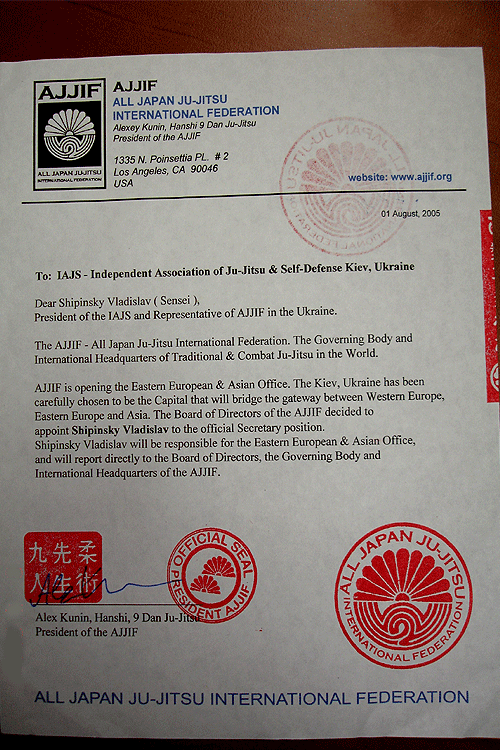 AJJIF
ALL JAPAN JU-JITSU
INTERNATIONAL FEDERATION
AJJIF
ALL JAPAN JU-JITSU
INTERNATIONAL FEDERATION
Alexey Kunin, Hanshi 9 Dan Ju-Jitsu
President of the AJJIF
1335 N. Poinsettia PL. # 2
Los Angeles, CA 90046
USA
website: www.ajjif.org
01 August, 2005
To: IAJS - Independent Association of Ju-Jitsu & Self-Defense Kiev, Ukraine
Dear Shipinsky Vladislav ( Sensei ),
President of the IAJS and Representative of AJJIF in the Ukraine.
The AJJIF - All Japan Ju-Jitsu International Federation. The Governing Body and
International Headquarters of Traditional & Combat Ju-Jitsu in the World.
AJJIF is opening the Eastern European & Asian Office. The Kiev, Ukraine has been
carefully chosen to be the Capital that will bridge the gateway between Western Europe,
Eastern Europe and Asia. The Board of Directors of the AJJIF decided to
appoint Shipinsky Vladislav to the official Secretary position.
Shipinsky Vladislav will be responsible for the Eastern European & Asian Office,
and will report directly to the Board of Directors, the Governing Body and
International Headquarters of the AJJIF.
柔術
先生
九人
OFFICIAL SEAL
PRESIDENT AJJIF
ALL JAPAN JU-JITSU
INTERNATIONAL FEDERATION
Alex Kunin, Hanshi, 9 Dan Ju-Jitsu
President of the AJJIF
ALL JAPAN JU-JITSU INTERNATIONAL FEDERATION